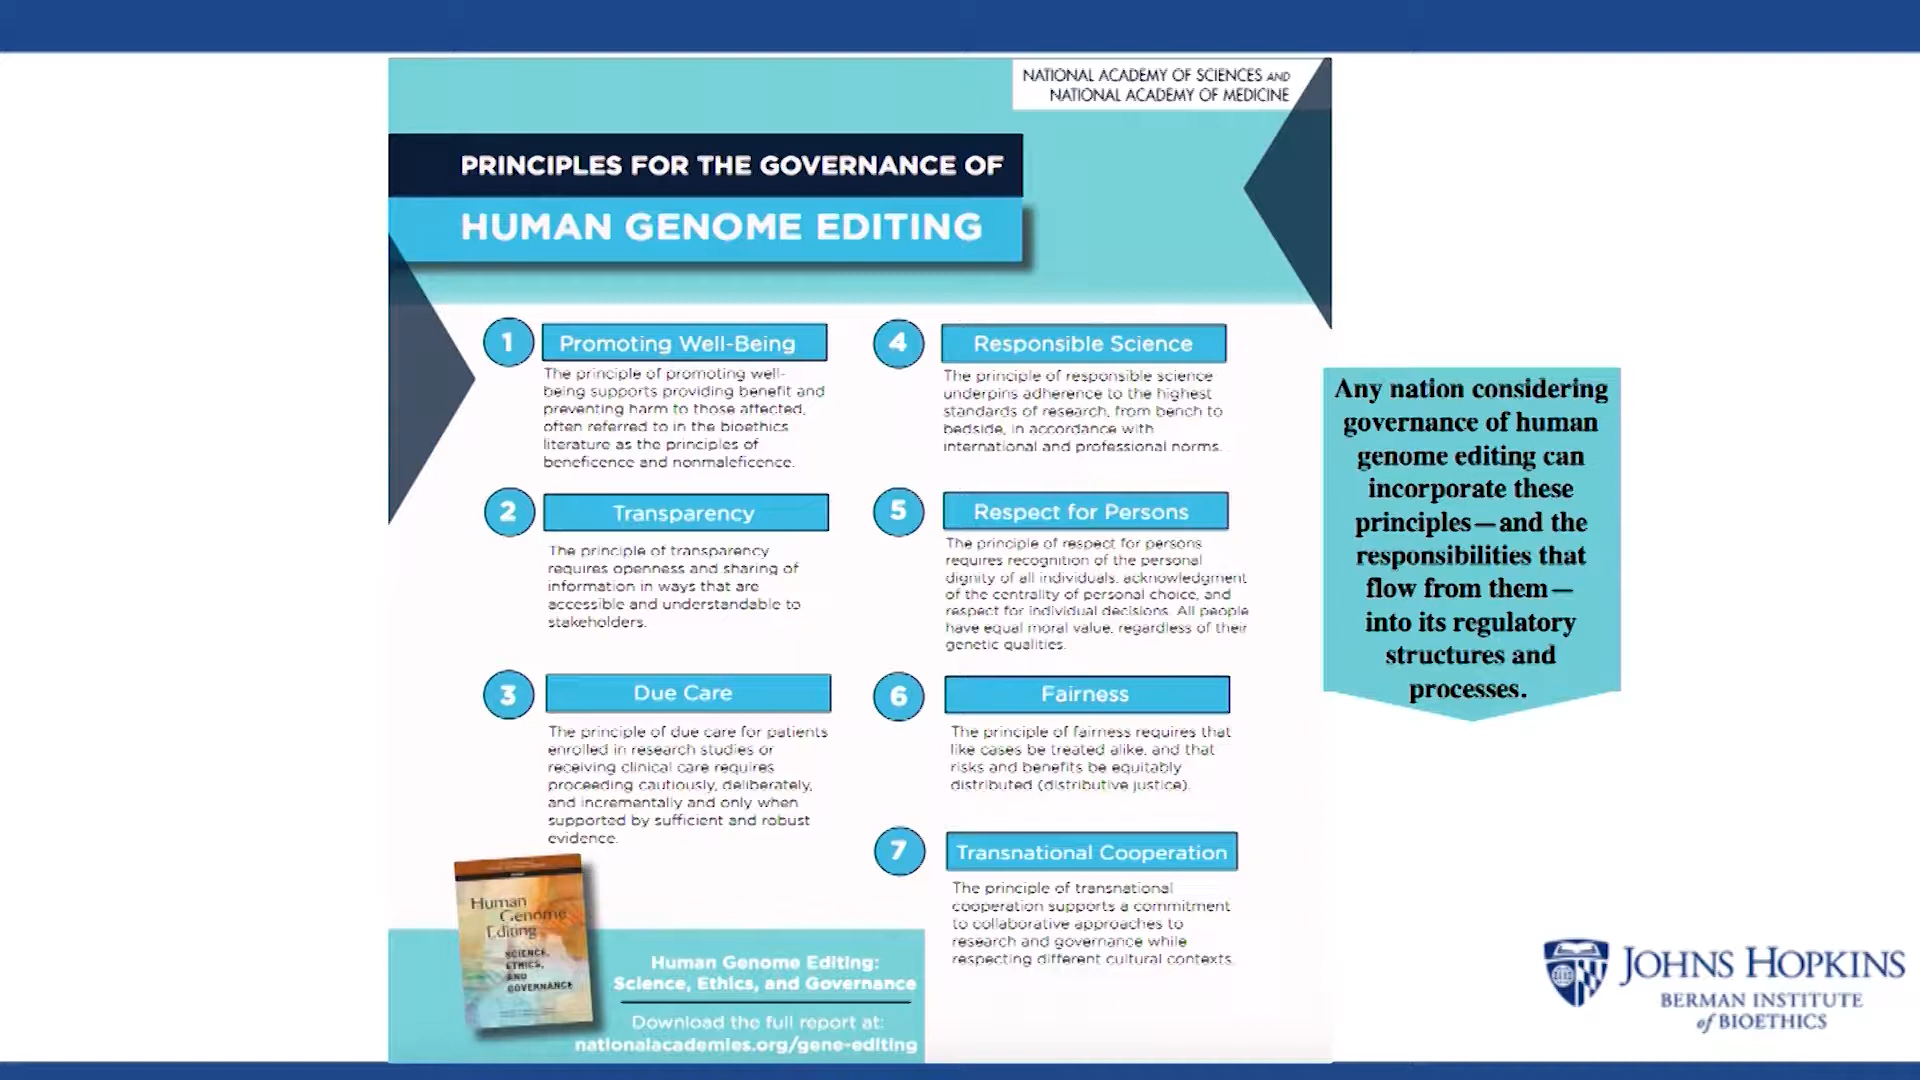 NATIONAL ACADEMY OF SCIENCES AND
NATIONAL ACADEMY OF MEDICINE
PRINCIPLES FOR THE GOVERNANCE OF
HUMAN GENOME EDITING
1
Promoting Well-Being
The principle of promoting well-
being supports providing benefit and
preventing harm to those affected,
often referred to in the bioethics
literature as the principles of
beneficence and nonmaleficence.
2
Transparency
The principle of transparency
requires openness and sharing of
information in ways that are
accessible and understandable to
stakeholders.
3
Due Care
The principle of due care for patients
enrolled in research studies or
receiving clinical care requires
proceeding cautiously, deliberately,
and incrementally and only when
supported by sufficient and robust
evidence.
4
Responsible Science
The principle of responsible science
underpins adherence to the highest
standards of research, from bench to
bedside, in accordance with
international and professional norms.
5
Respect for Persons
The principle of respect for persons
requires recognition of the personal
dignity of all individuals, acknowledgment
of the centrality of personal choice, and
respect for individual decisions. All people
have equal moral value, regardless of their
genetic qualities.
6
Fairness
The principle of fairness requires that
like cases be treated alike, and that
risks and benefits be equitably
distributed (distributive justice).
7
Transnational Cooperation
The principle of transnational
cooperation supports a commitment
to collaborative approaches to
research and governance while
respecting different cultural contexts.
Human
Genome
Editing
SCIENCE,
ETHICS,
AND
GOVERNANCE
Human Genome Editing:
Science, Ethics, and Governance
Download the full report at:
nationalacademies.org/gene-editing
Any nation considering
governance of human
genome editing can
incorporate these
principles—and the
responsibilities that
flow from them—
into its regulatory
structures and
processes.
JOHNS HOPKINS
BERMAN INSTITUTE
of BIOETHICS